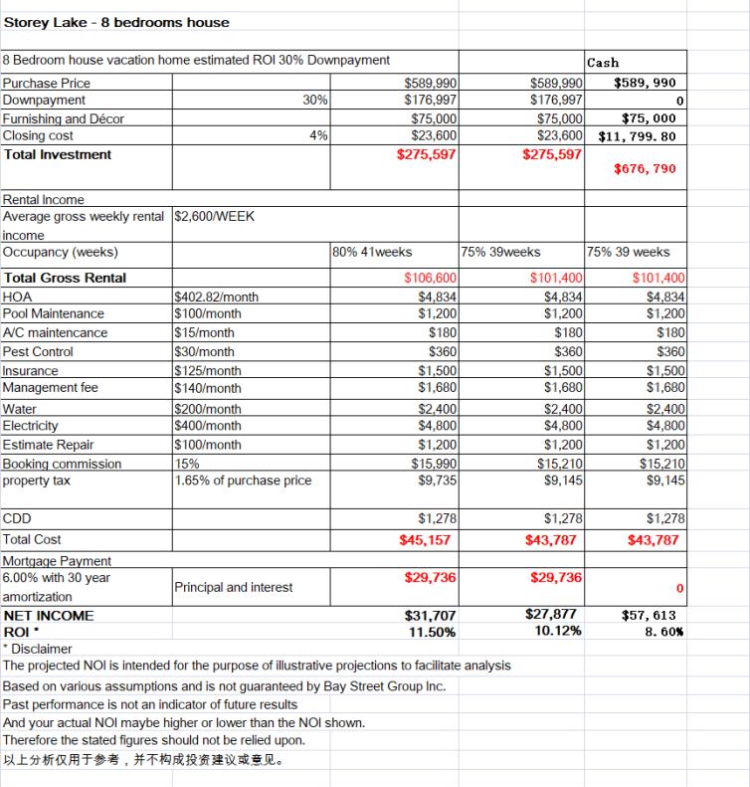 Storey Lake - 8 bedrooms house
8 Bedroom house vacation home estimated ROI 30% Downpayment Cash
Purchase Price $589,990 $589,990 $589, 990
Downpayment 30% $176,997 $176,997 0
Furnishing and Décor $75,000 $75,000 $75, 000
Closing cost 4% $23,600 $23,600 $11, 799. 80
Total Investment $275,597 $275,597
$676, 790
Rental Income
Average gross weekly rental $2,600/WEEK
income
Occupancy (weeks) 80% 41weeks 75% 39weeks 75% 39 weeks
Total Gross Rental $106,600 $101,400 $101,400
HOA $402.82/month $4,834 $4,834 $4,834
Pool Maintenance $100/month $1,200 $1,200 $1,200
A/C maintencance $15/month $180 $180 $180
Pest Control $30/month $360 $360 $360
Insurance $125/month $1,500 $1,500 $1,500
Management fee $140/month $1,680 $1,680 $1,680
Water $200/month $2,400 $2,400 $2,400
Electricity $400/month $4,800 $4,800 $4,800
Estimate Repair $100/month $1,200 $1,200 $1,200
Booking commission 15% $15,990 $15,210 $15,210
property tax 1.65% of purchase price $9,735 $9,145 $9,145
CDD $1,278 $1,278 $1,278
Total Cost $45,157 $43,787 $43,787
Mortgage Payment
6.00% with 30 year $29,736 $29,736
amortization Principal and interest 0
NET INCOME $31,707 $27,877 $57, 613
ROI * 11.50% 10.12% 8. 60%
* Disclaimer
The projected NOI is intended for the purpose of illustrative projections to facilitate analysis
Based on various assumptions and is not guaranteed by Bay Street Group Inc.
Past performance is not an indicator of future results
And your actual NOI maybe higher or lower than the NOI shown.
Therefore the stated figures should not be relied upon.
以上分析仅用于参考，并不构成投资建议或意见。